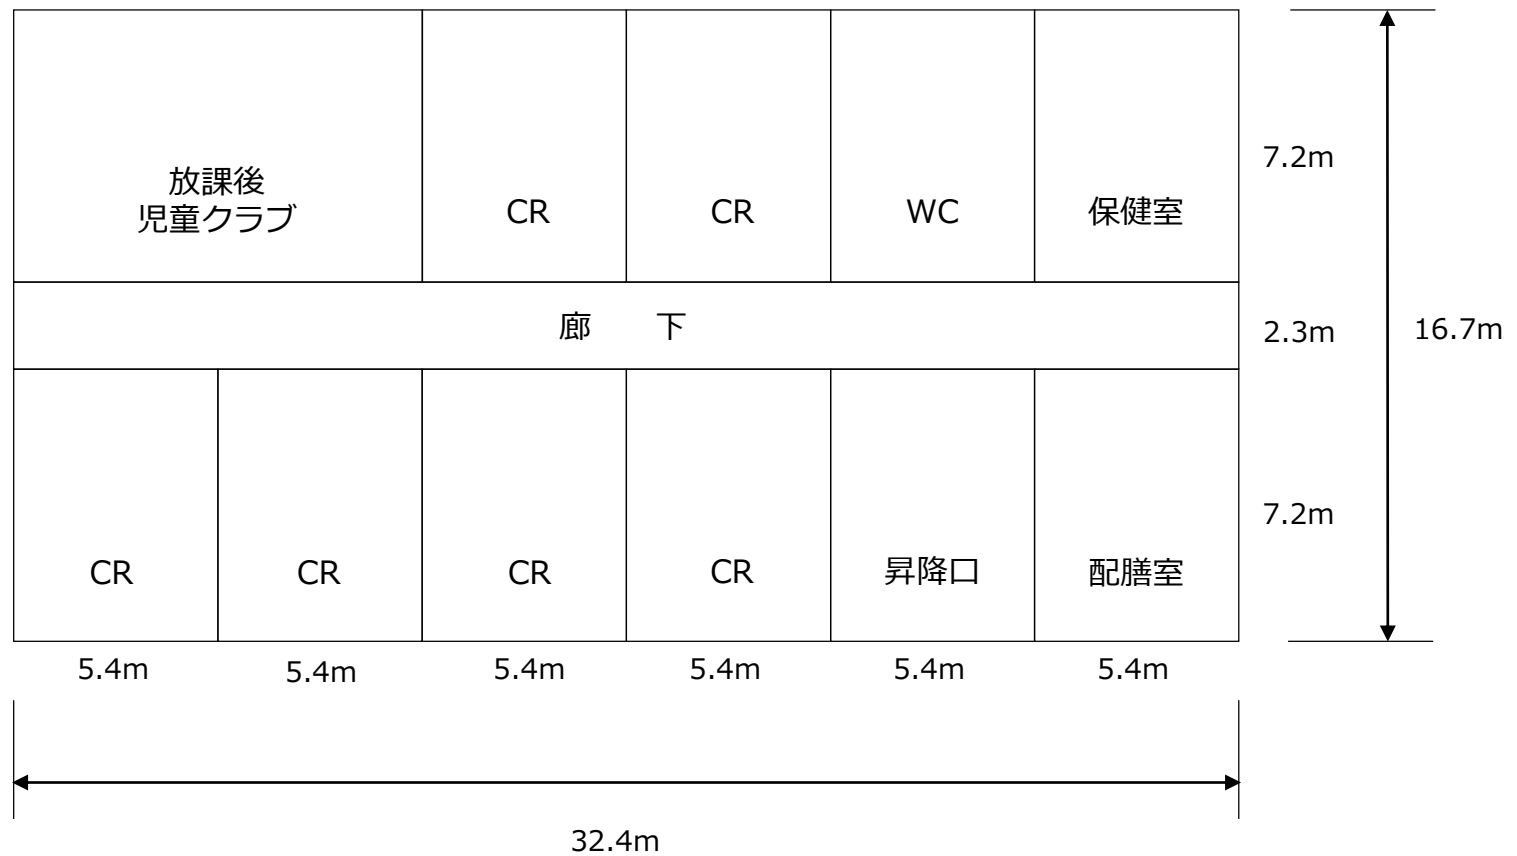 放課後
児童クラブ
CR
CR
WC
保健室
7.2m
廊　下
2.3m
16.7m
CR
CR
CR
CR
昇降口
配膳室
7.2m
5.4m
5.4m
5.4m
5.4m
5.4m
5.4m
32.4m